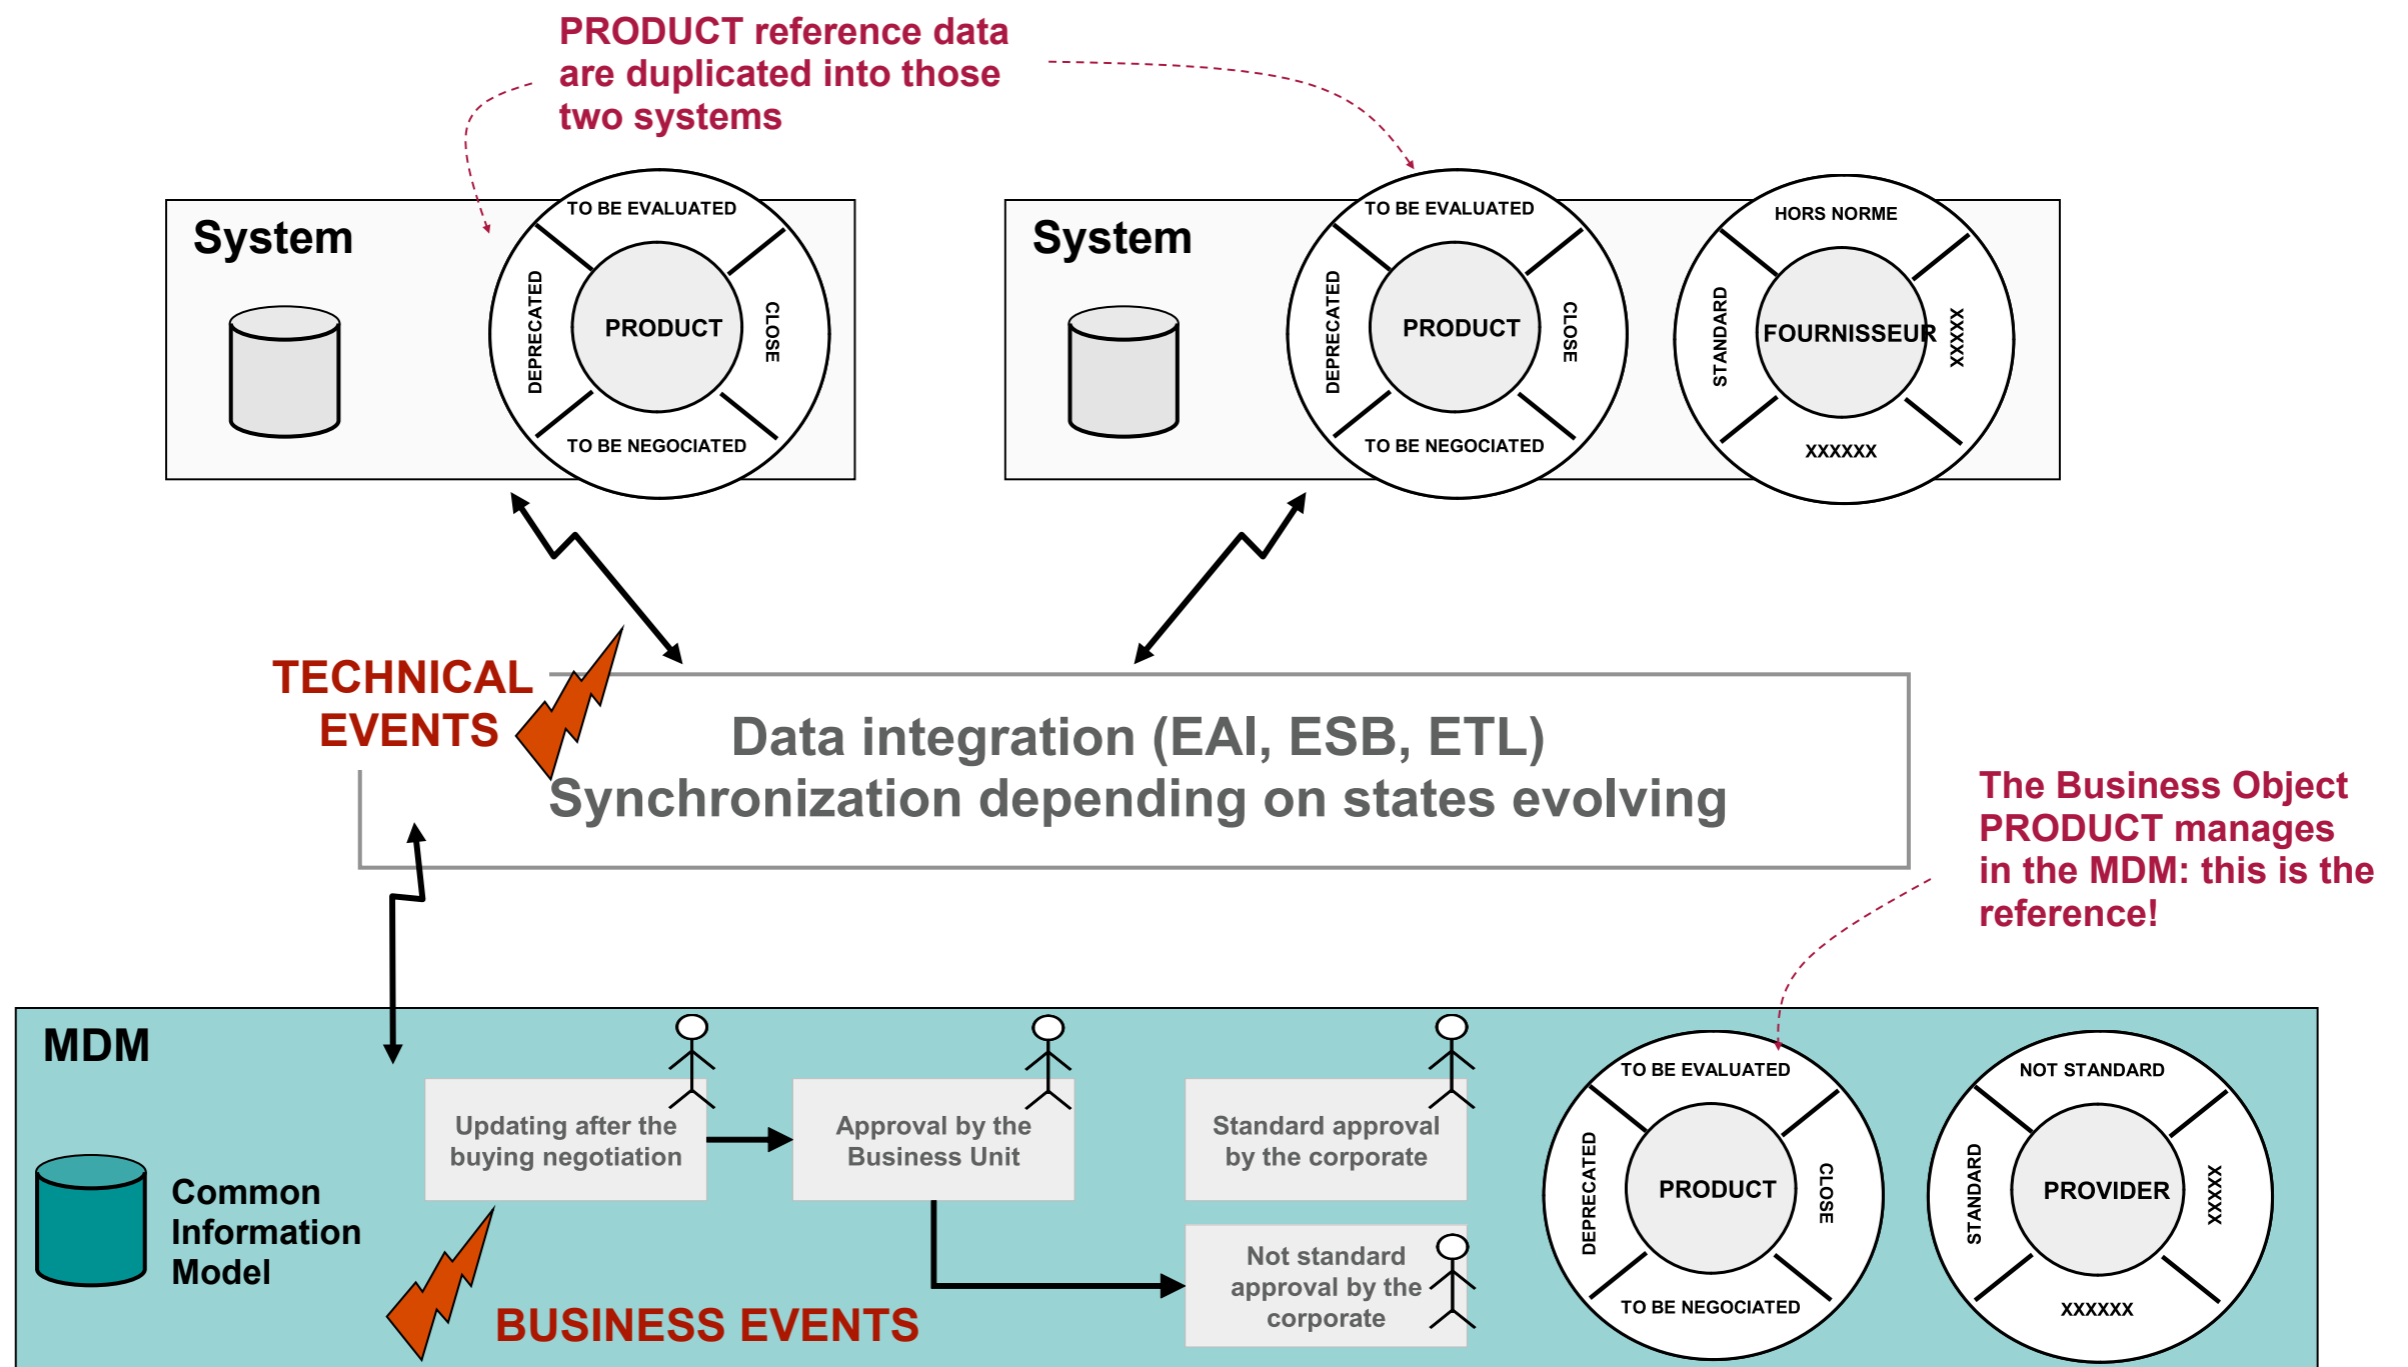 PRODUCT reference data
are duplicated into those
two systems
System
TO BE EVALUATED
DEPRECATED
PRODUCT
CLOSE
TO BE NEGOCIATED
System
TO BE EVALUATED
DEPRECATED
PRODUCT
CLOSE
TO BE NEGOCIATED
HORS NORME
STANDARD
FOURNISSEUR
XXXXX
XXXXXX
TECHNICAL
EVENTS
Data integration (EAI, ESB, ETL)
Synchronization depending on states evolving
The Business Object
PRODUCT manages
in the MDM: this is the
reference!
MDM
Common
Information
Model
Updating after the
buying negotiation
Approval by the
Business Unit
Standard approval
by the corporate
Not standard
approval by the
corporate
BUSINESS EVENTS
TO BE EVALUATED
DEPRECATED
PRODUCT
CLOSE
TO BE NEGOCIATED
NOT STANDARD
STANDARD
PROVIDER
XXXXX
XXXXXX